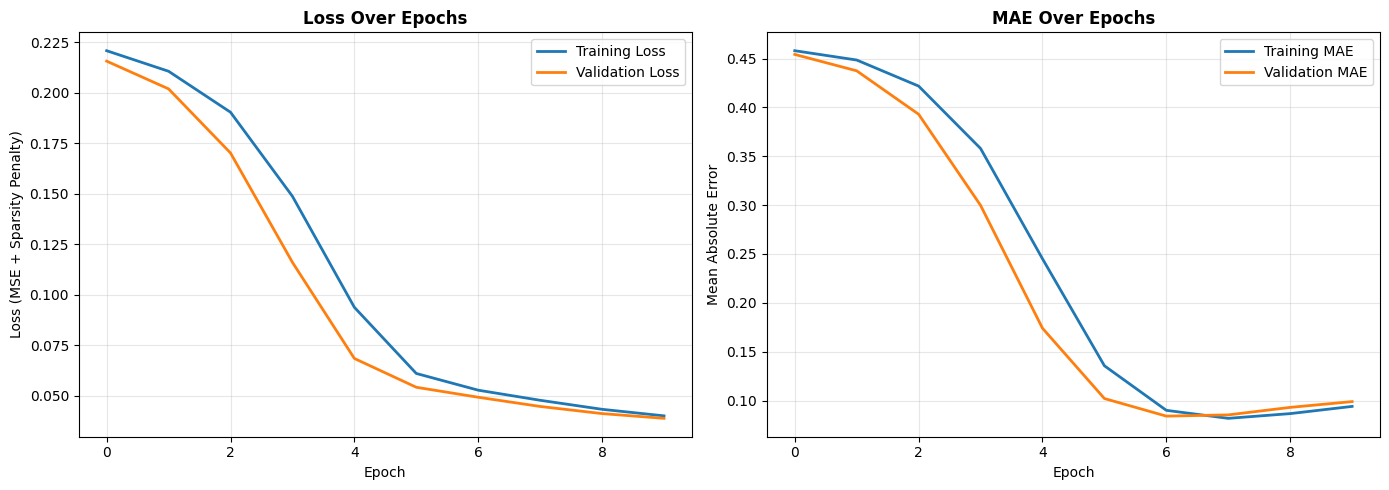 Loss Over Epochs
Loss (MSE + Sparsity Penalty)
0.225
0.200
0.175
0.150
0.125
0.100
0.075
0.050
Training Loss
Validation Loss
0 2 4 6 8
Epoch
MAE Over Epochs
Mean Absolute Error
0.45
0.40
0.35
0.30
0.25
0.20
0.15
0.10
Training MAE
Validation MAE
0 2 4 6 8
Epoch